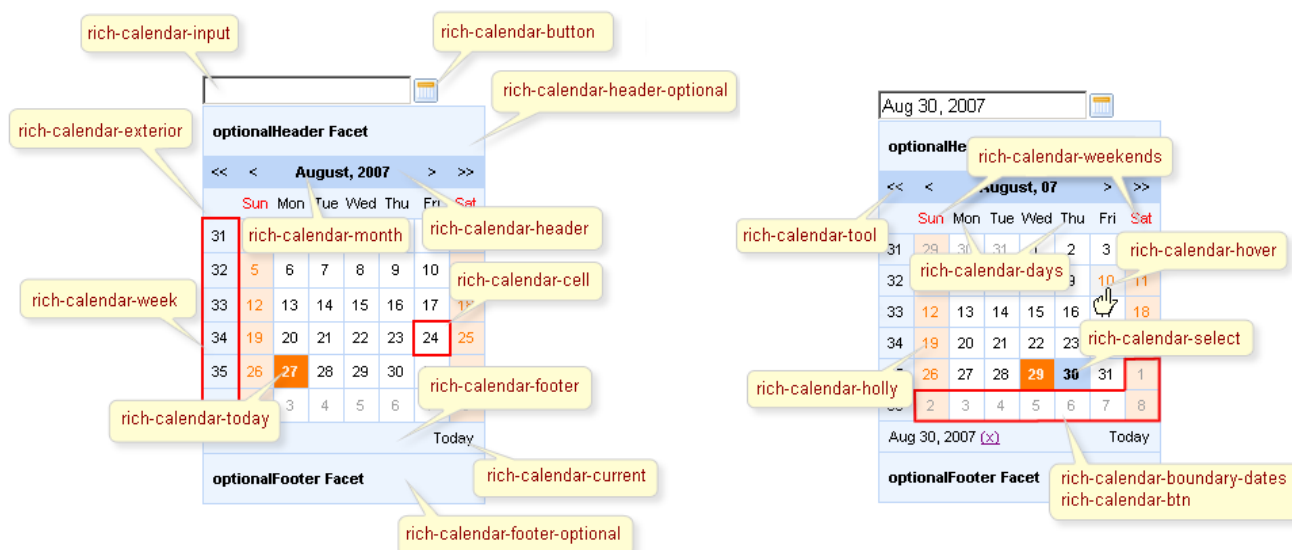 rich-calendar-input
rich-calendar-button
rich-calendar-header-optional
rich-calendar-exterior
optionalHeader Facet
<< < August, 2007 > >>
Sun Mon Tue Wed Thu Fri Sat
31
rich-calendar-month
rich-calendar-header
32 5 6 7 8 9 10
rich-calendar-cell
rich-calendar-week
33 12 13 14 15 16 17 18
34 19 20 21 22 23 24 25
35 26 27 28 29 30
rich-calendar-footer
rich-calendar-today
3 4 5 6
Today
rich-calendar-current
optionalFooter Facet
rich-calendar-footer-optional
Aug 30, 2007
optionalHe
rich-calendar-weekends
<< < August, 07 > >>
Sun Mon Tue Wed Thu Fri Sat
rich-calendar-tool
31 29 30 31 1 2 3
rich-calendar-hover
rich-calendar-days
32 9 10 11
33 12 13 14 15 16 18
34 19 20 21 22 23
rich-calendar-select
26 27 28 29 30 31 1
rich-calendar-holly
2 3 4 5 6 7 8
Aug 30, 2007 (x) Today
optionalFooter Facet
rich-calendar-boundary-dates
rich-calendar-btn